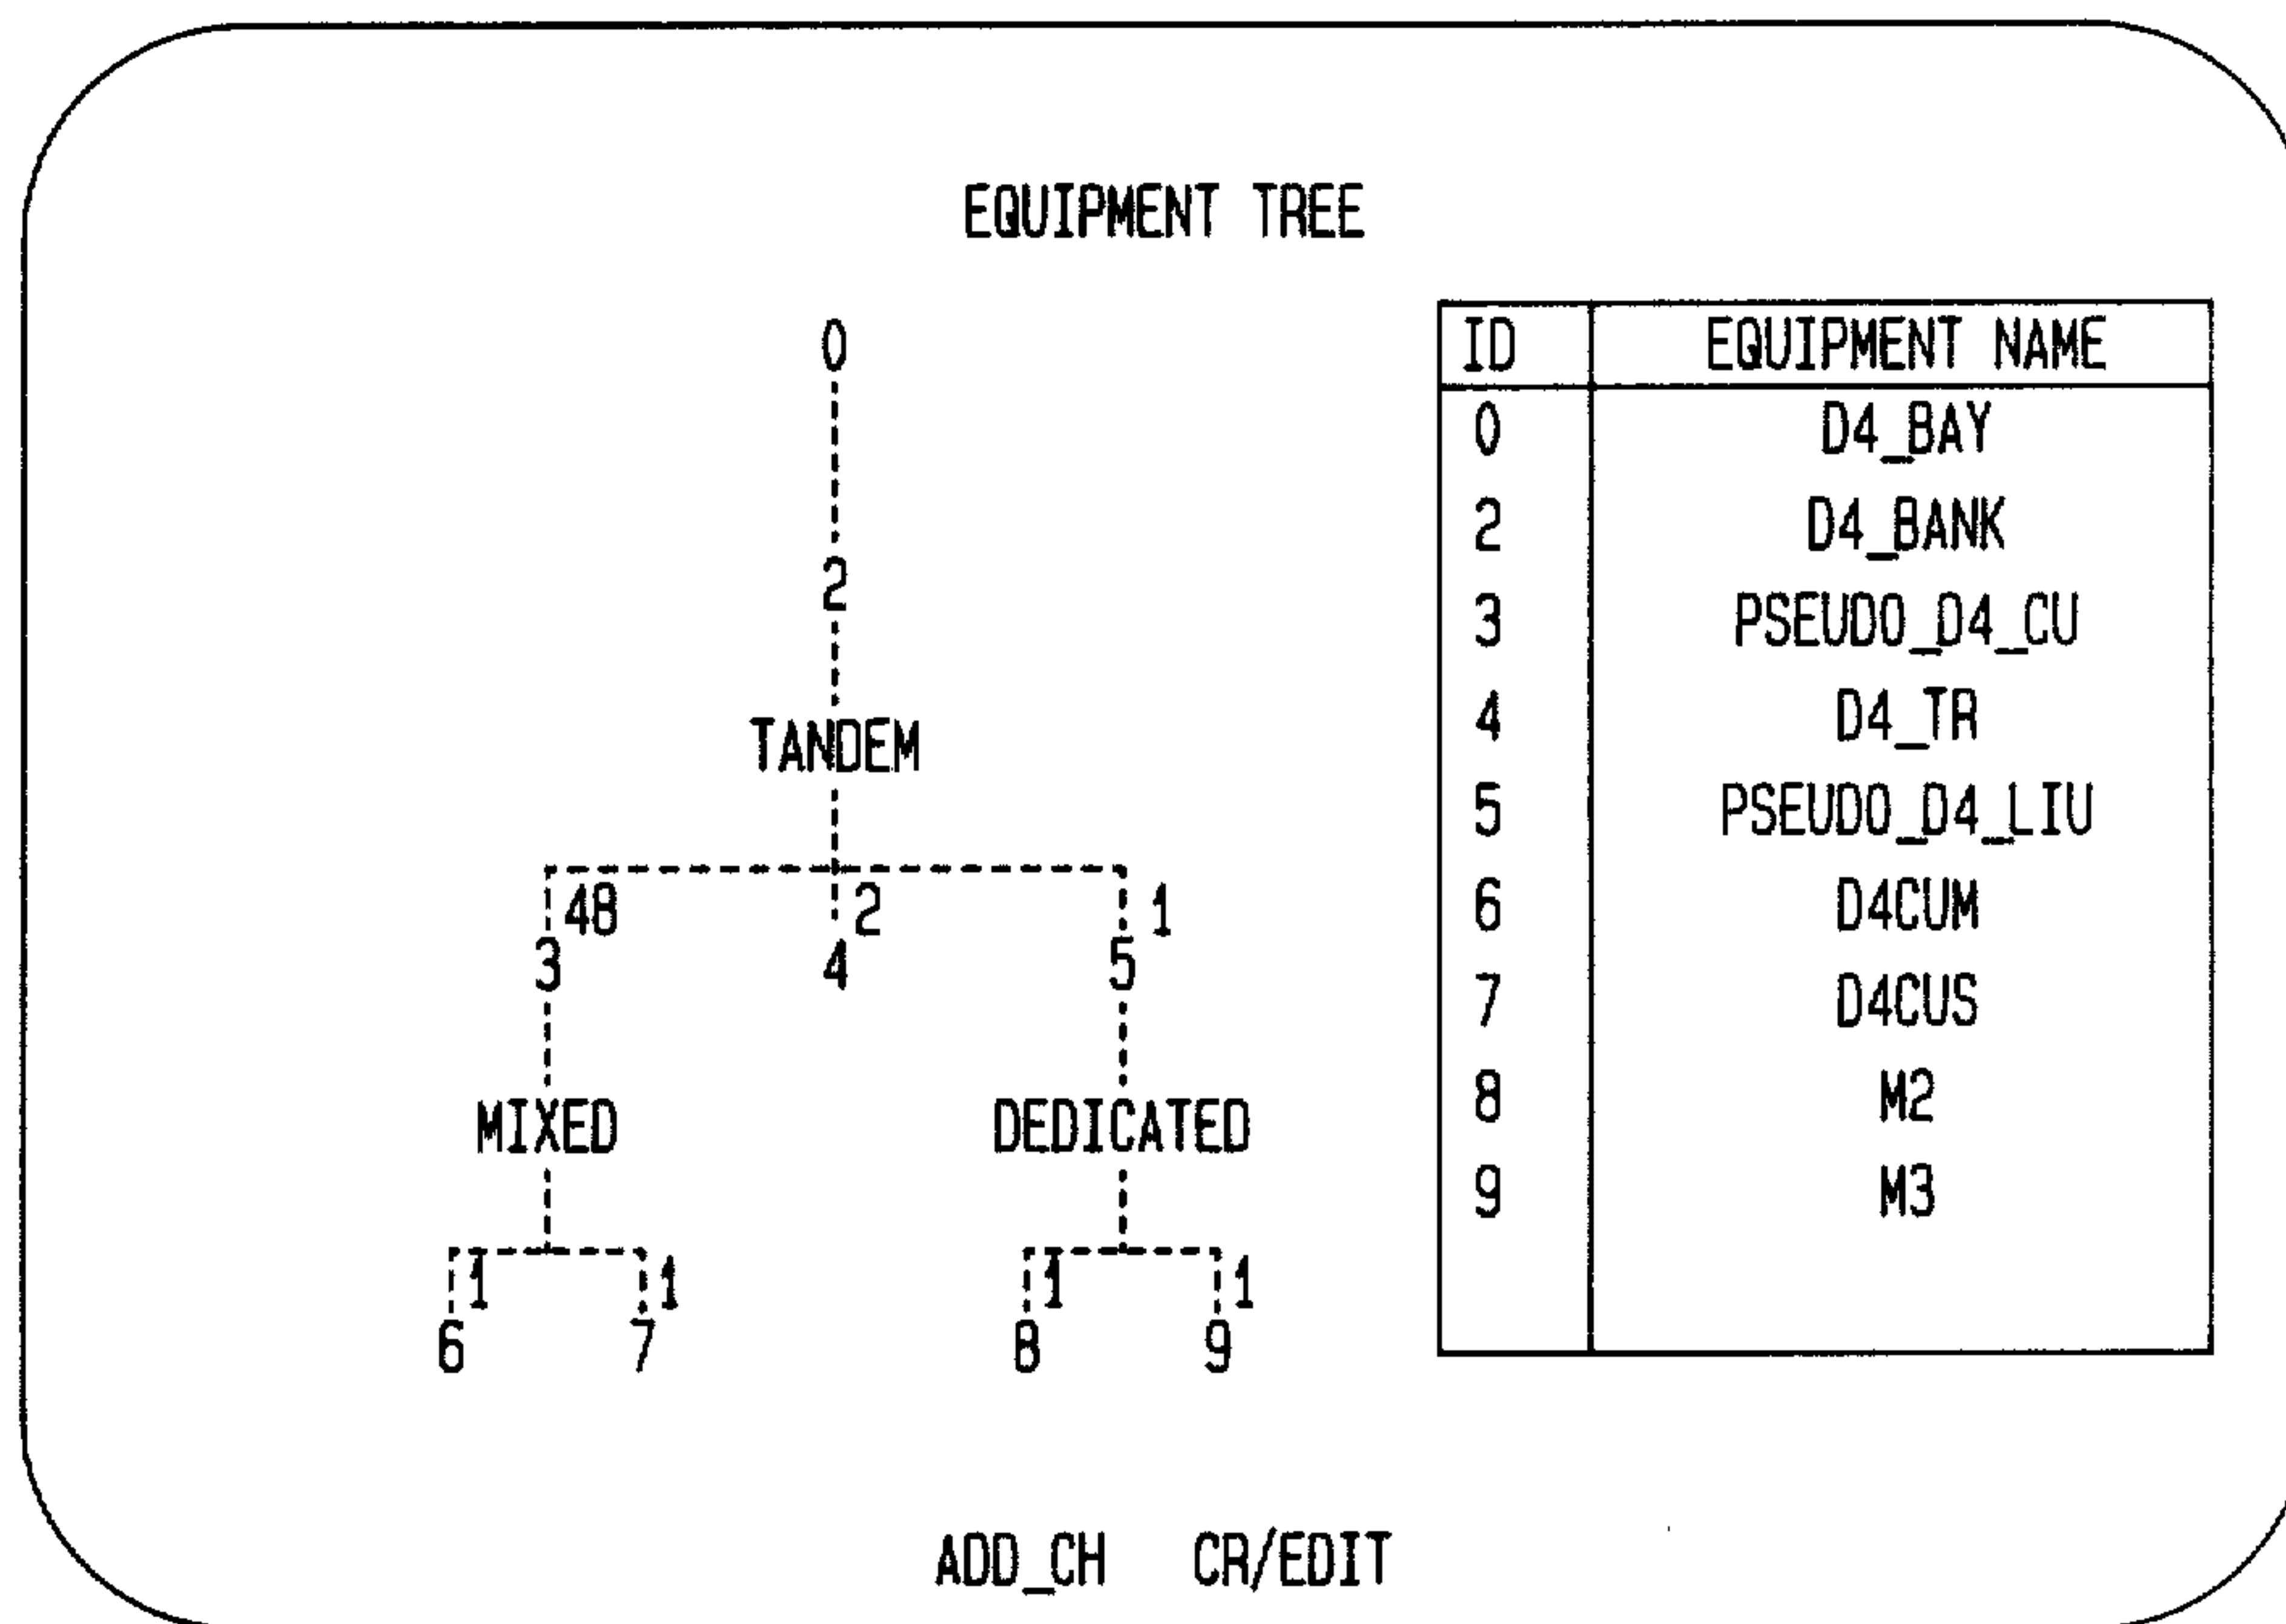 EQUIPMENT TREE
0
2
TANDEM
48 2 1
3 4 5
MIXED DEDICATED
1 1 1 1
6 7 8 9
ID EQUIPMENT NAME
0 D4_BAY
2 D4_BANK
3 PSEUDO_D4_CU
4 D4_TR
5 PSEUDO_D4_LIU
6 D4CUM
7 D4CUS
8 M2
9 M3
ADD_CH CR/EDIT